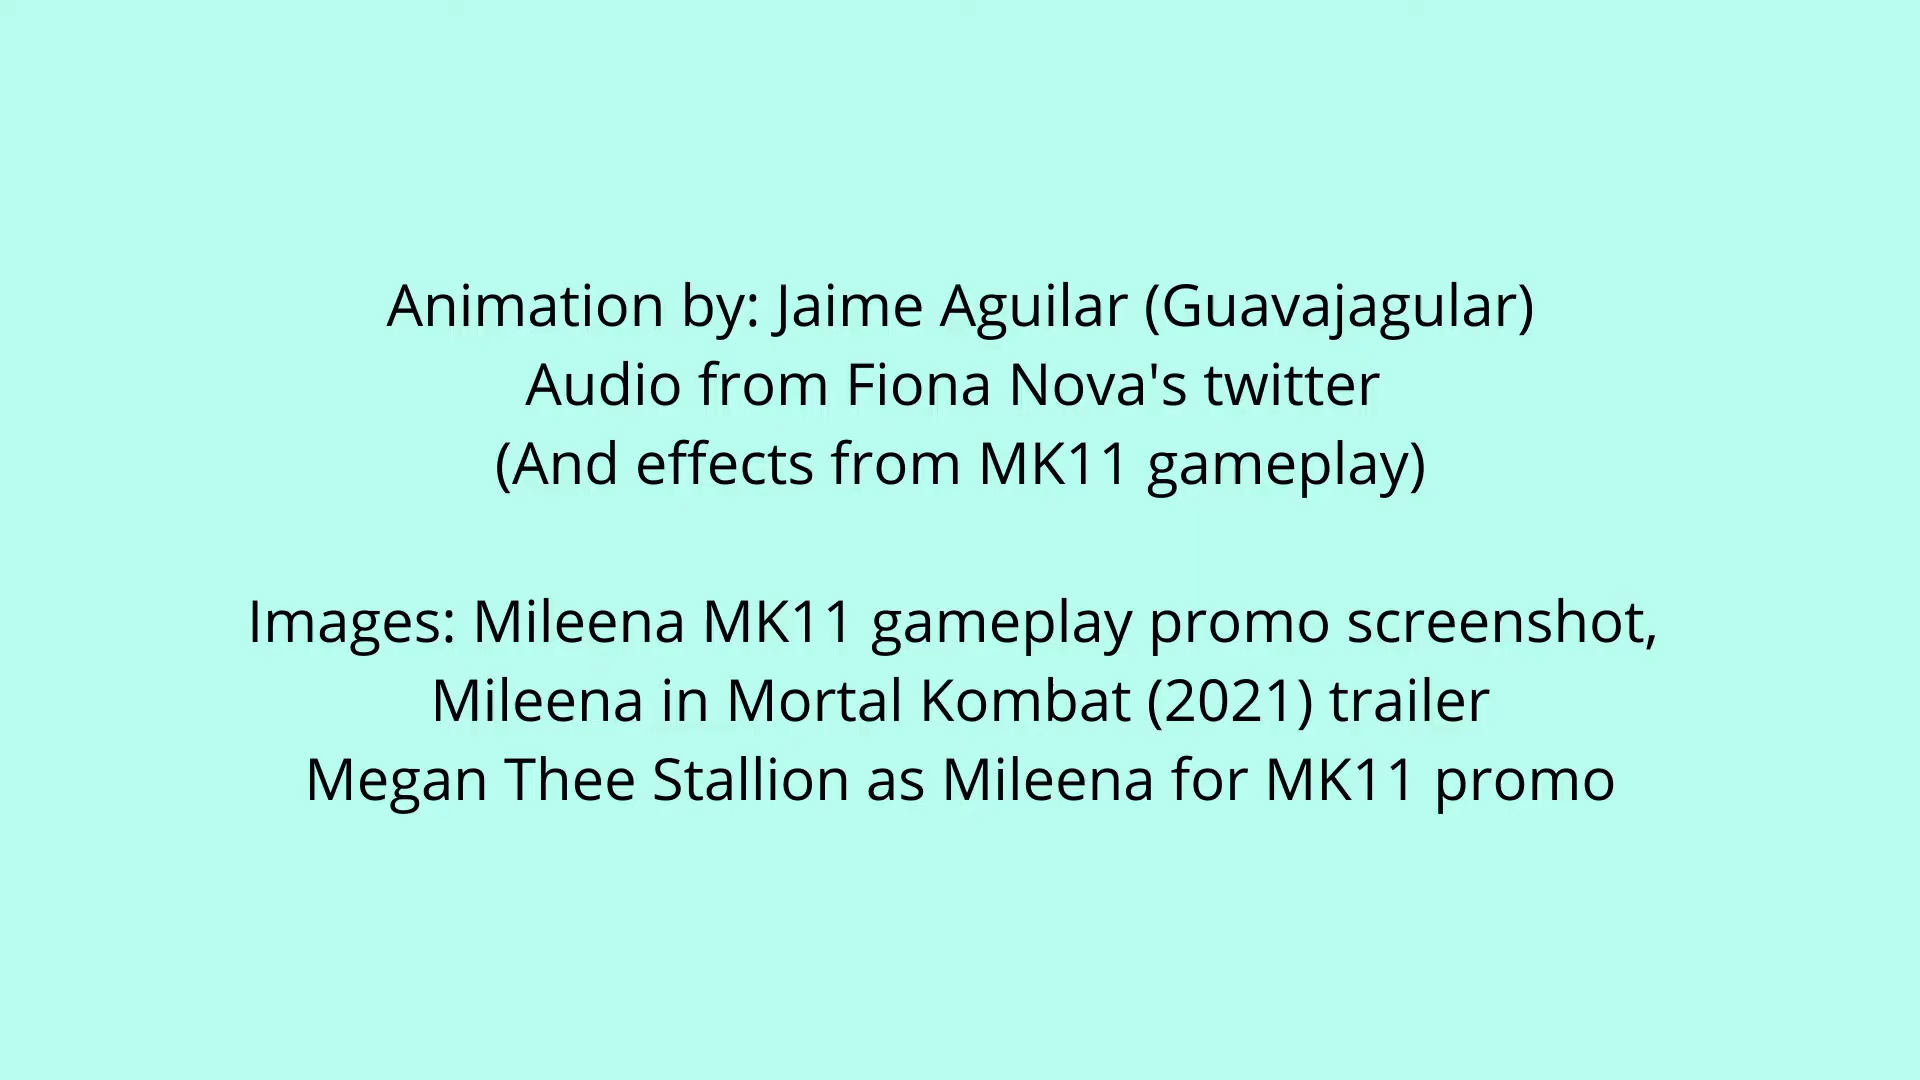 Animation by: Jaime Aguilar (Guavajagular)
Audio from Fiona Nova's twitter
(And effects from MK11 gameplay)
Images: Mileena MK11 gameplay promo screenshot,
Mileena in Mortal Kombat (2021) trailer
Megan Thee Stallion as Mileena for MK11 promo